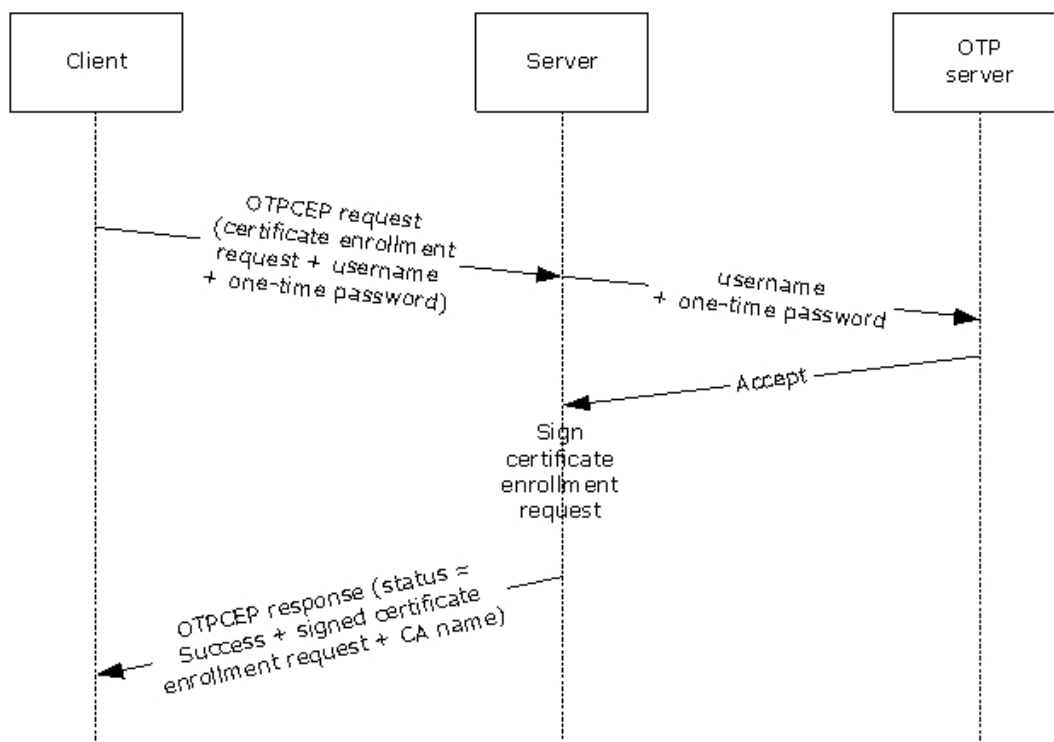 Client
Server
OTP
server
OTPCEP request
(certificate enrollment
request + username
+ one-time password)
username
+ one-time password
Accept
Sign
certificate
enrollment
request
OTPCEP response (status =
Success + signed certificate
enrollment request + CA name)